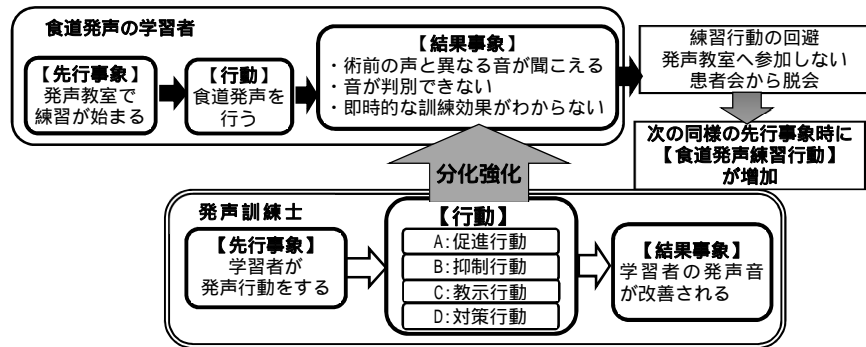 食道発声の学習者
【先行事象】
発声教室で
練習が始まる
【行動】
食道発声を
行う
【結果事象】
・術前の声と異なる音が聞こえる
・音が判別できない
・即時的な訓練効果がわからない
練習行動の回避
発声教室へ参加しない
患者会から脱会
次の同様の先行事象時に
【食道発声練習行動】
が増加
分化強化
発声訓練士
【先行事象】
学習者が
発声行動をする
【行動】
A:促進行動
B:抑制行動
C:教示行動
D:対策行動
【結果事象】
学習者の発声音
が改善される